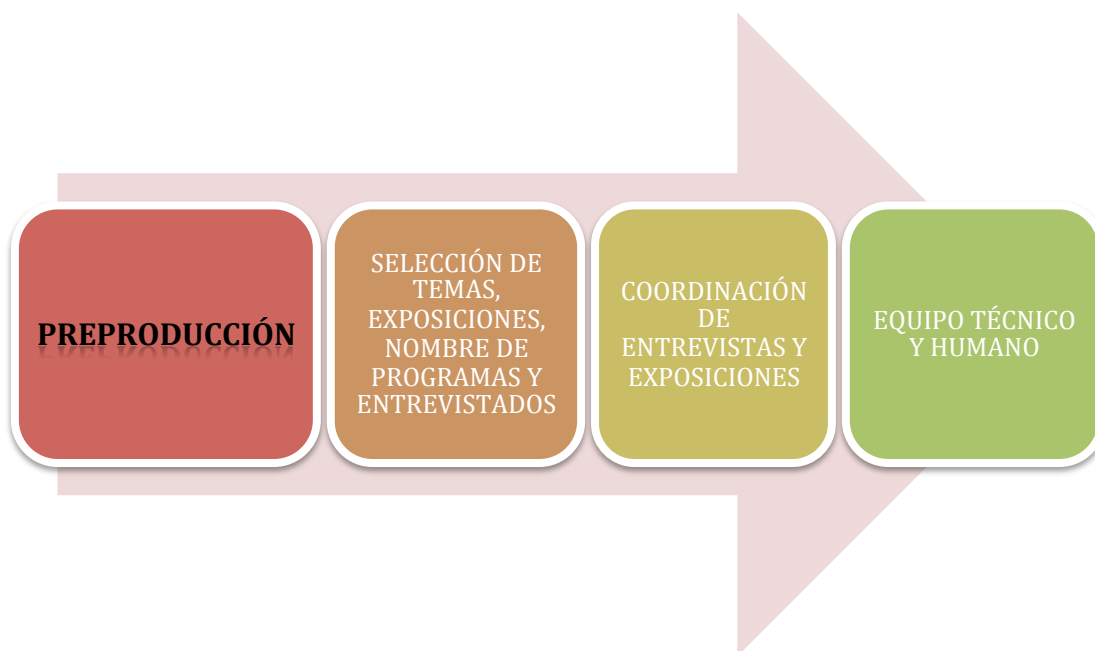 PREPRODUCCIÓN
SELECCIÓN DE
TEMAS,
EXPOSICIONES,
NOMBRE DE
PROGRAMAS Y
ENTREVISTADOS
COORDINACIÓN
DE
ENTREVISTAS Y
EXPOSICIONES
EQUIPO TÉCNICO
Y HUMANO